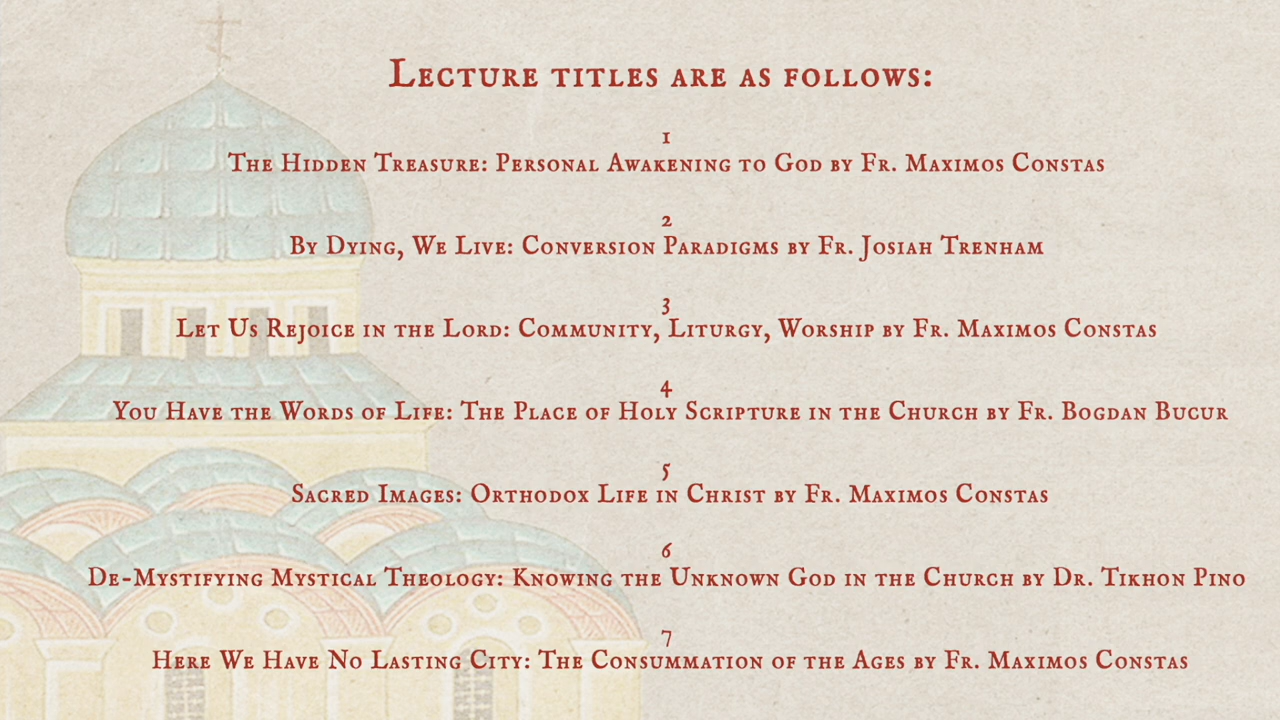 Lecture titles are as follows:
1
The Hidden Treasure: Personal Awakening to God by Fr. Maximos Constas
2
By Dying, We Live: Conversion Paradigms by Fr. Josiah Trenham
3
Let Us Rejoice in the Lord: Community, Liturgy, Worship by Fr. Maximos Constas
4
You Have the Words of Life: The Place of Holy Scripture in the Church by Fr. Bogdan Bucur
5
Sacred Images: Orthodox Life in Christ by Fr. Maximos Constas
6
De-Mystifying Mystical Theology: Knowing the Unknown God in the Church by Dr. Tikhon Pino
7
Here We Have No Lasting City: The Consummation of the Ages by Fr. Maximos Constas